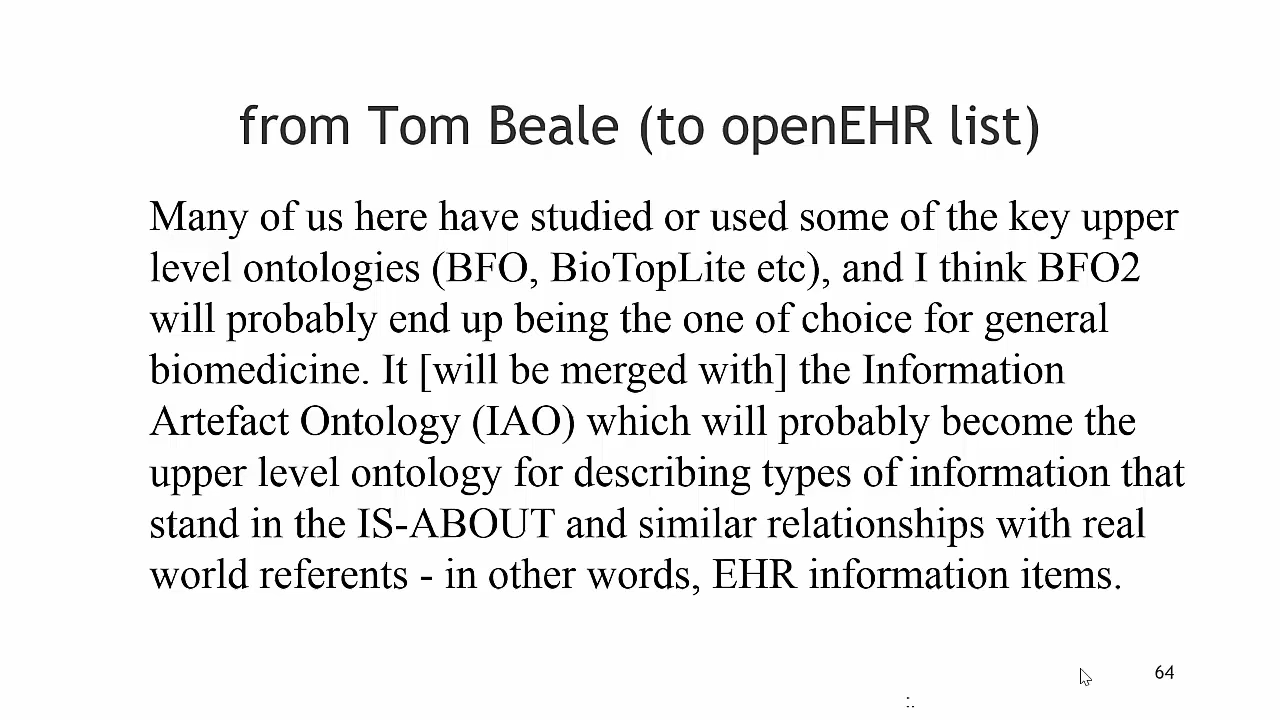 from Tom Beale (to openEHR list)
Many of us here have studied or used some of the key upper
level ontologies (BFO, BioTopLite etc), and I think BFO2
will probably end up being the one of choice for general
biomedicine. It [will be merged with] the Information
Artefact Ontology (IAO) which will probably become the
upper level ontology for describing types of information that
stand in the IS-ABOUT and similar relationships with real
world referents - in other words, EHR information items.
64
:.